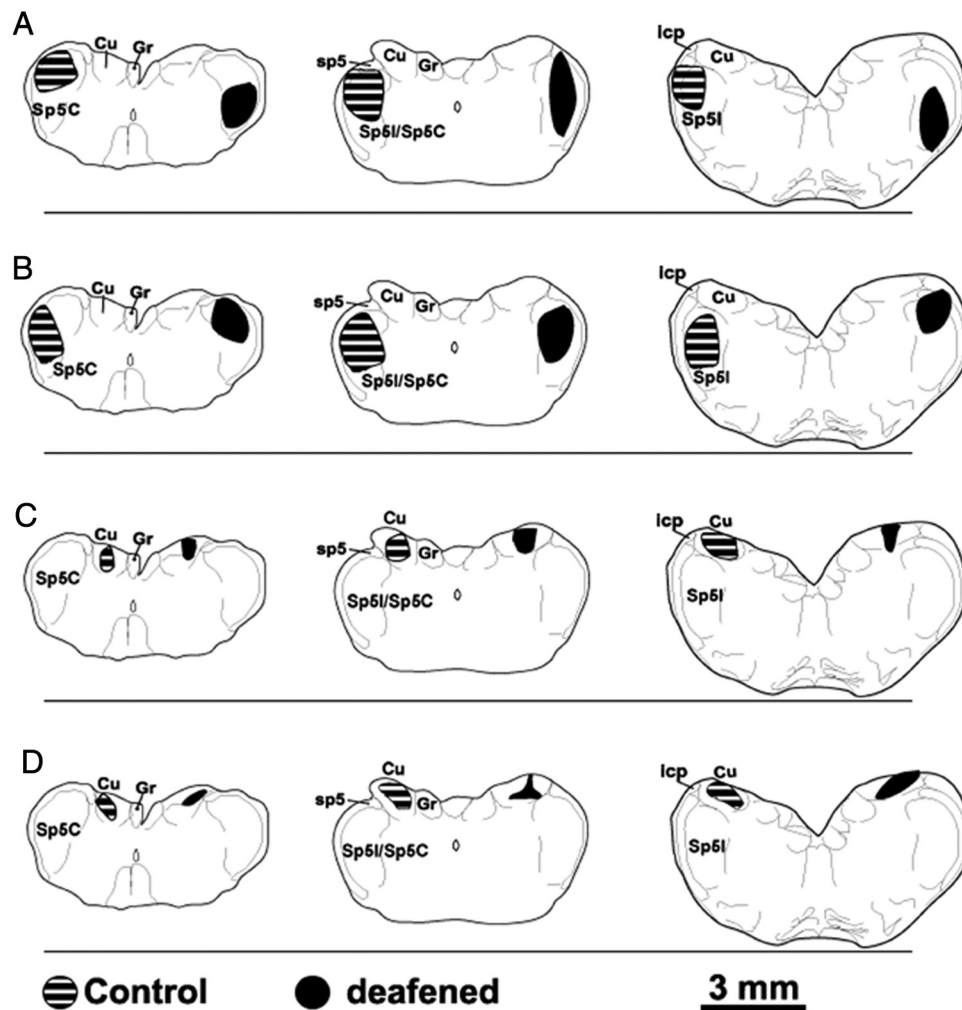 A
Cu Gr
Sp5C
sp5 Cu Gr
Sp5I/Sp5C
Icp Cu
Sp5I
B
Cu Gr
Sp5C
sp5 Cu Gr
Sp5I/Sp5C
Icp Cu
Sp5I
C
Cu Gr
Sp5C
Cu
sp5 Gr
Sp5I/Sp5C
Icp Cu
Sp5I
D
Cu Gr
Sp5C
Cu
sp5 Gr
Sp5I/Sp5C
Icp Cu
Sp5I
Control deafened 3 mm